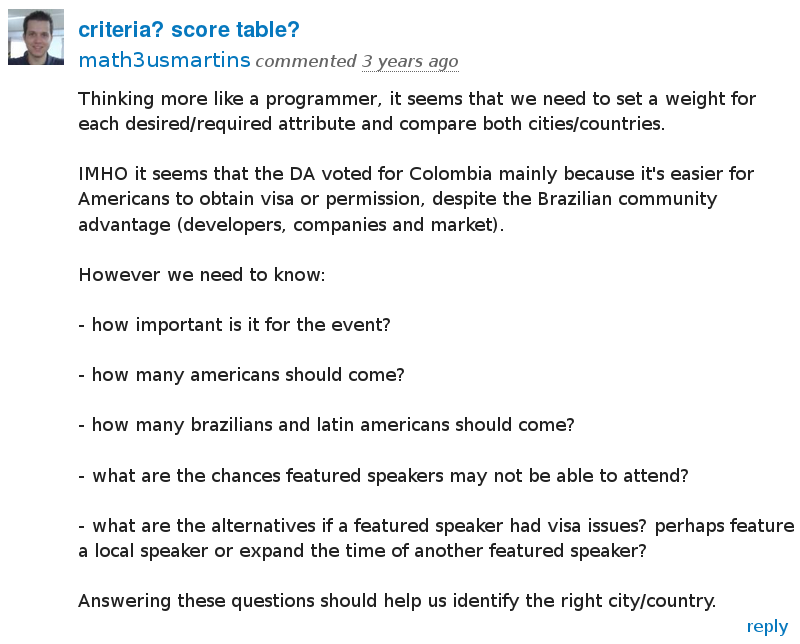 criteria? score table?
math3usmartins commented 3 years ago
Thinking more like a programmer, it seems that we need to set a weight for
each desired/required attribute and compare both cities/countries.
IMHO it seems that the DA voted for Colombia mainly because it's easier for
Americans to obtain visa or permission, despite the Brazilian community
advantage (developers, companies and market).
However we need to know:
- how important is it for the event?
- how many americans should come?
- how many brazilians and latin americans should come?
- what are the chances featured speakers may not be able to attend?
- what are the alternatives if a featured speaker had visa issues? perhaps feature
a local speaker or expand the time of another featured speaker?
Answering these questions should help us identify the right city/country.
reply